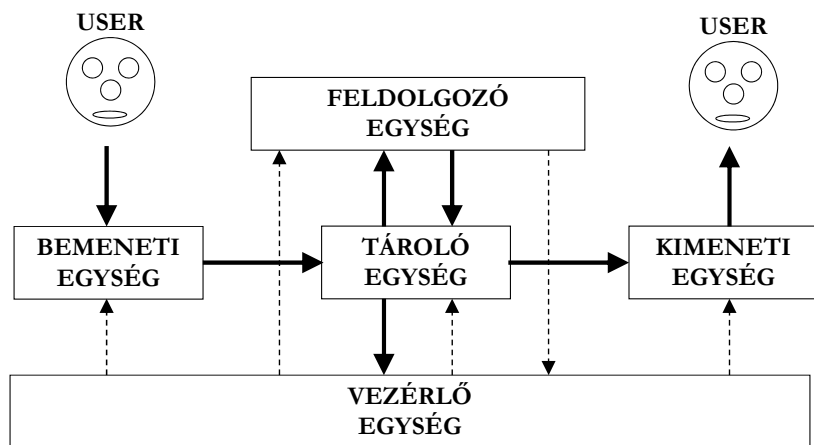 USER
USER
FELDOLGOZÓ
EGYSÉG
BEMENETI
EGYSÉG
TÁROLÓ
EGYSÉG
KIMENETI
EGYSÉG
VEZÉRLŐ
EGYSÉG